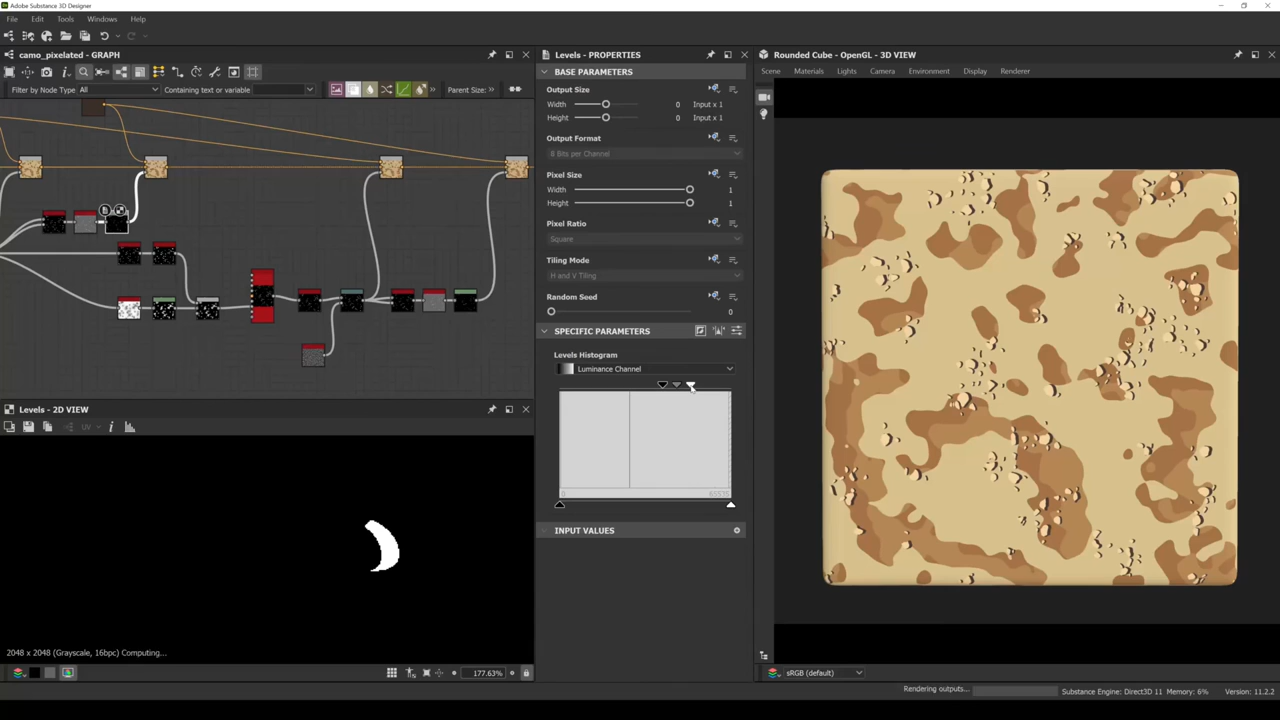 Adobe Substance 3D Designer
File Edit Tools Windows Help
camo_pixelated - GRAPH
Filter by Node Type All Containing text or variable Parent Size: »
Levels - PROPERTIES
BASE PARAMETERS
Output Size
Width 0 Input x 1
Height 0 Input x 1
Output Format
8 Bits per Channel
Pixel Size
Width 1
Height 1
Pixel Ratio
Square
Tiling Mode
H and V Tiling
Random Seed
0
SPECIFIC PARAMETERS
Levels Histogram
Luminance Channel
0 65535
INPUT VALUES
Levels - 2D VIEW
UV
2048 x 2048 (Grayscale, 16bpc) Computing...
177.63%
Rounded Cube - OpenGL - 3D VIEW
Scene Materials Lights Camera Environment Display Renderer
sRGB (default)
Rendering outputs... Substance Engine: Direct3D 11 Memory: 6% Version: 11.2.2